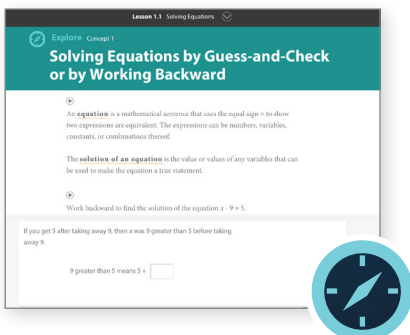 Lesson 1.1 Solving Equations
Explore Concept 1
Solving Equations by Guess-and-Check
or by Working Backward
An equation is a mathematical sentence that uses the equal sign = to show
two expressions are equivalent. The expressions can be numbers, variables,
constants, or combinations thereof.
The solution of an equation is the value or values of any variables that can
be used to make the equation a true statement.
Work backward to find the solution of the equation x - 9 = 5.
If you get 5 after taking away 9, then x was 9 greater than 5 before taking
away 9.
9 greater than 5 means 5 +